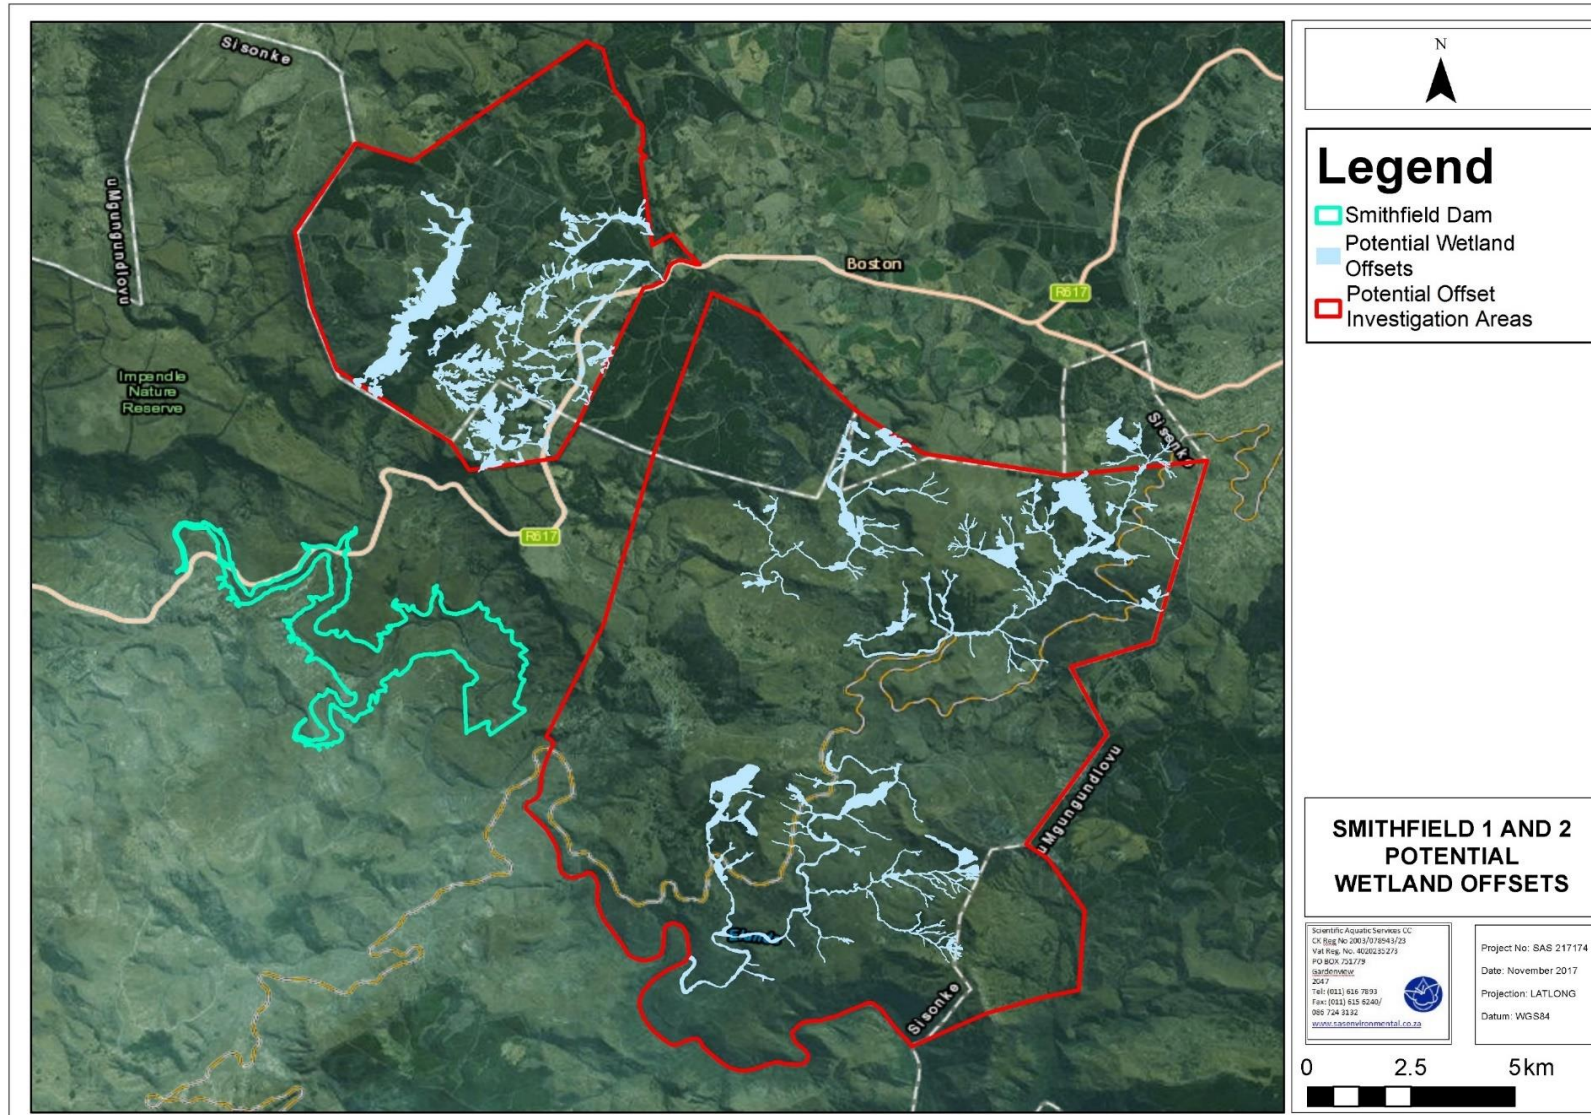 Sisonke
uMgungundlovu
Boston
R617
Impendle
Nature
Reserve
Sisonke
R617
uMgungundlovu
Elands
Sisonke
N
Legend
Smithfield Dam
Potential Wetland
Offsets
Potential Offset
Investigation Areas
SMITHFIELD 1 AND 2
POTENTIAL
WETLAND OFFSETS
Scientific Aquatic Services CC
CK Reg No 2003/078943/23
Vat Reg. No. 4020235273
PO BOX 751779
Gardenview
2047
Tel: (011) 616 7893
Fax: (011) 615 6240/
086 724 3132
www.sasenvironmental.co.za
Project No: SAS 217174
Date: November 2017
Projection: LATLONG
Datum: WGS84
0 2.5 5km